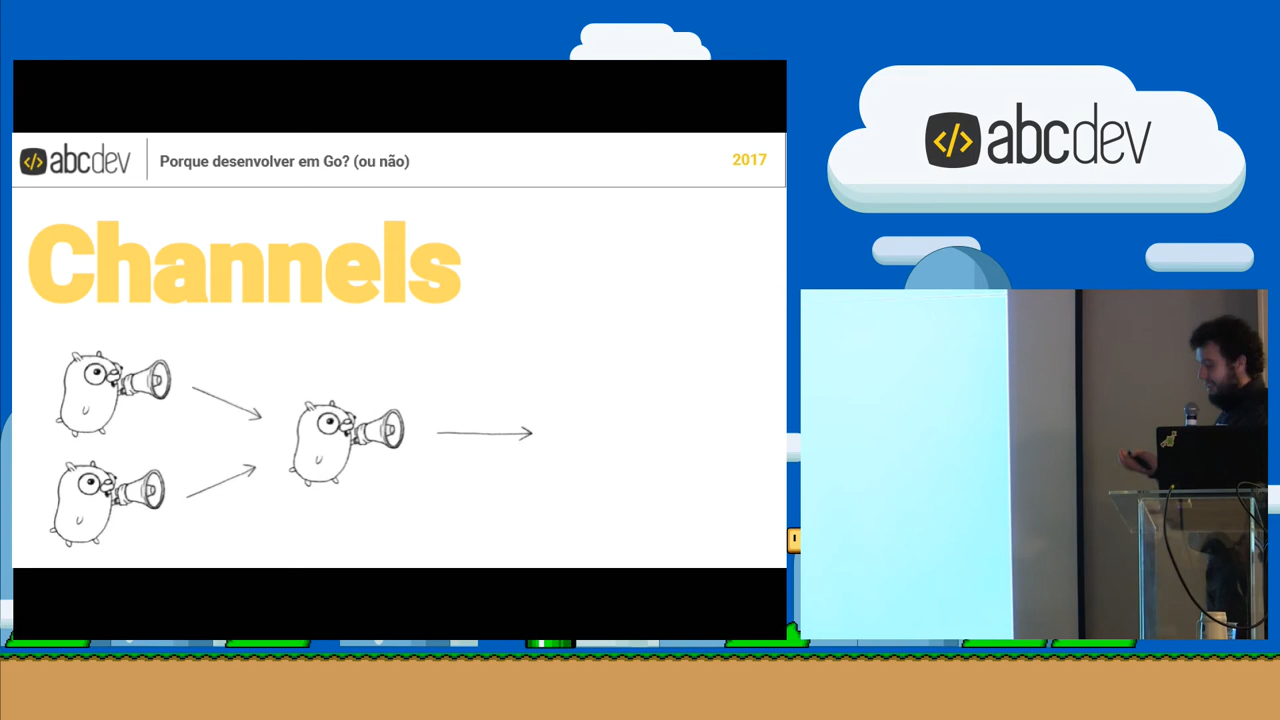 </> abcdev
Porque desenvolver em Go? (ou não)
2017
Channels
</> abcdev